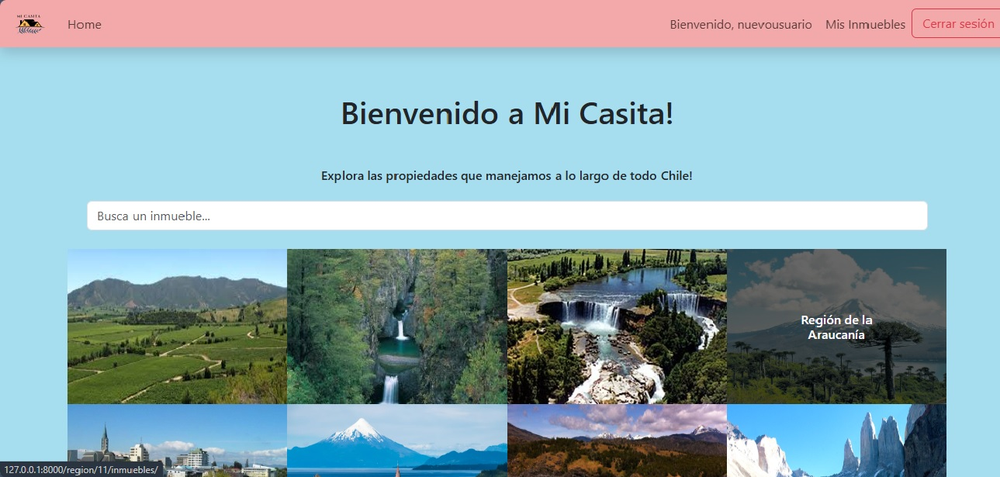 MI CASITA
Home
Bienvenido, nuevousuario
Mis Inmuebles
Cerrar sesión
Bienvenido a Mi Casita!
Explora las propiedades que manejamos a lo largo de todo Chile!
Busca un inmueble...
Región de la
Araucanía
127.0.0.1:8000/region/11/inmuebles/